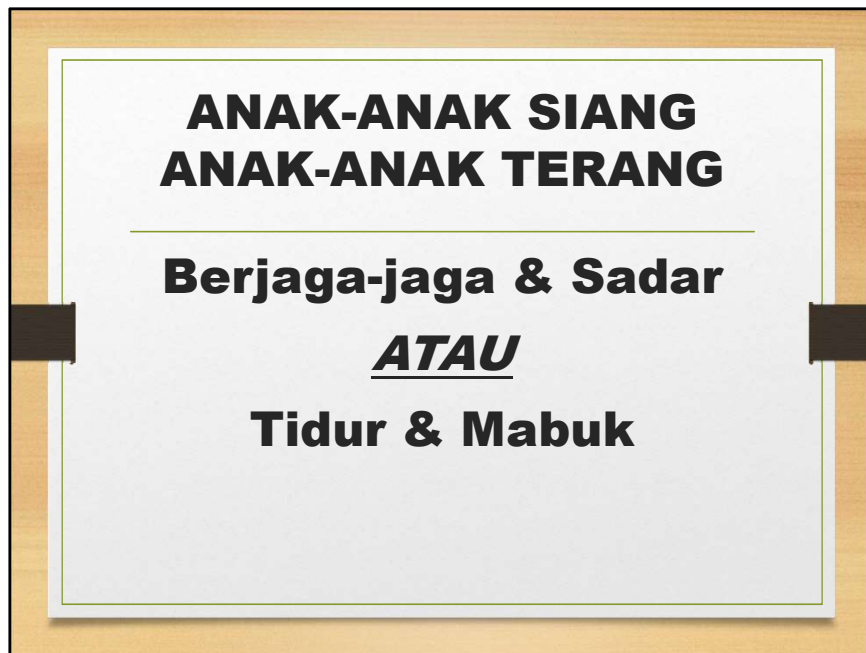 ANAK-ANAK SIANG
ANAK-ANAK TERANG
Berjaga-jaga & Sadar
ATAU
Tidur & Mabuk